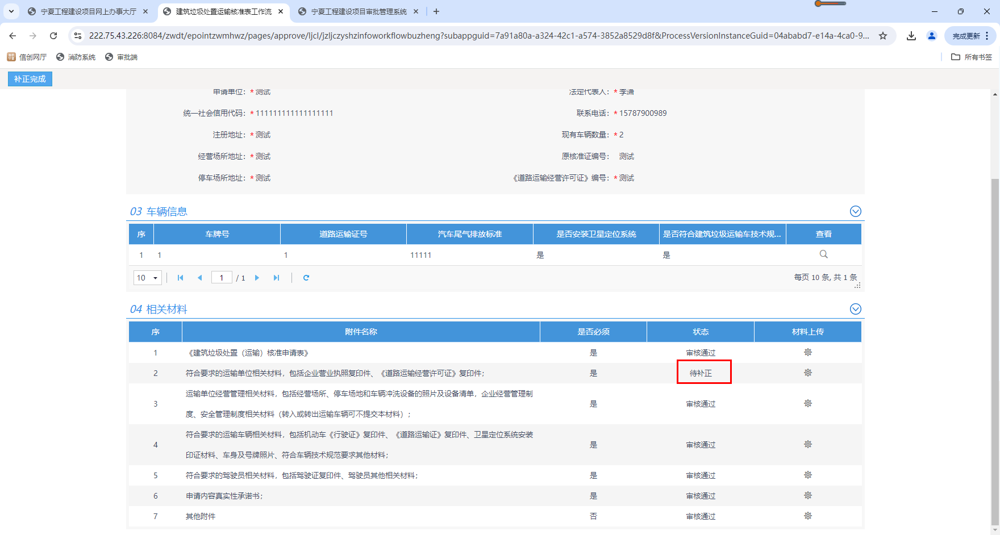 宁夏工程建设项目网上办事大厅
建筑垃圾处置运输核准表工作流
宁夏工程建设项目审批管理系统
222.75.43.226:8084/zwdt/epointzwmhwz/pages/approve/ljcl/jzljczyshzinfoworkflowbuzheng?subappguid=7a91a80a-a324-42c1-a574-3852a8529d8f&ProcessVersionInstanceGuid=04ababd7-e14a-4ca0-9...
完成更新
信创网厅 消防系统 审批端 所有书签
补正完成
申请单位：* 测试 法定代表人：* 李潇
统一社会信用代码：* 111111111111111111 联系电话：* 15787900989
注册地址：* 测试 现有车辆数量：* 2
经营场所地址：* 测试 原核准证编号： 测试
停车场所地址：* 测试 《道路运输经营许可证》编号：* 测试
03 车辆信息
序 车牌号 道路运输证号 汽车尾气排放标准 是否安装卫星定位系统 是否符合建筑垃圾运输车技术规... 查看
1 1 1 11111 是 是
10 1 / 1 每页 10 条, 共 1 条
04 相关材料
序 附件名称 是否必须 状态 材料上传
1 《建筑垃圾处置（运输）核准申请表》 是 审核通过
2 符合要求的运输单位相关材料，包括企业营业执照复印件、《道路运输经营许可证》复印件； 是 待补正
3 运输单位经营管理相关材料，包括经营场所、停车场地和车辆冲洗设备的照片及设备清单，企业经营管理制
度、安全管理制度相关材料（转入或转出运输车辆可不提交本材料）； 是 审核通过
4 符合要求的运输车辆相关材料，包括机动车《行驶证》复印件、《道路运输证》复印件、卫星定位系统安装
印证材料、车身及号牌照片、符合车辆技术规范要求其他材料； 是 审核通过
5 符合要求的驾驶员相关材料，包括驾驶证复印件、驾驶员其他相关材料； 是 审核通过
6 申请内容真实性承诺书； 是 审核通过
7 其他附件 否 审核通过